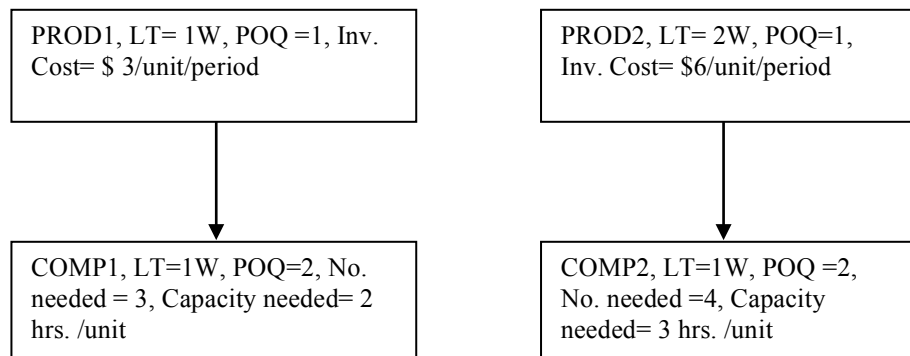 PROD1, LT= 1W, POQ =1, Inv.
Cost= $ 3/unit/period
PROD2, LT= 2W, POQ=1,
Inv. Cost= $6/unit/period
COMP1, LT=1W, POQ=2, No.
needed = 3, Capacity needed= 2
hrs. /unit
COMP2, LT=1W, POQ =2,
No. needed =4, Capacity
needed= 3 hrs. /unit